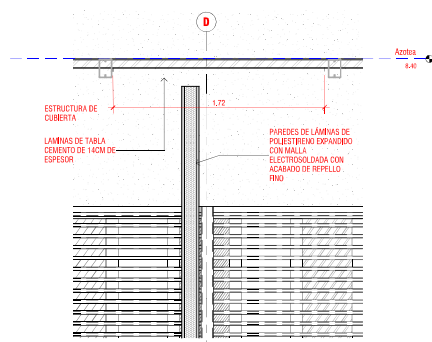 D
Azotea
8.40
1.72
ESTRUCTURA DE
CUBIERTA
LAMINAS DE TABLA
CEMENTO DE 14CM DE
ESPESOR
PAREDES DE LÁMINAS DE
POLIESTIRENO EXPANDIDO
CON MALLA
ELECTROSOLDADA CON
ACABADO DE REPELLO
FINO